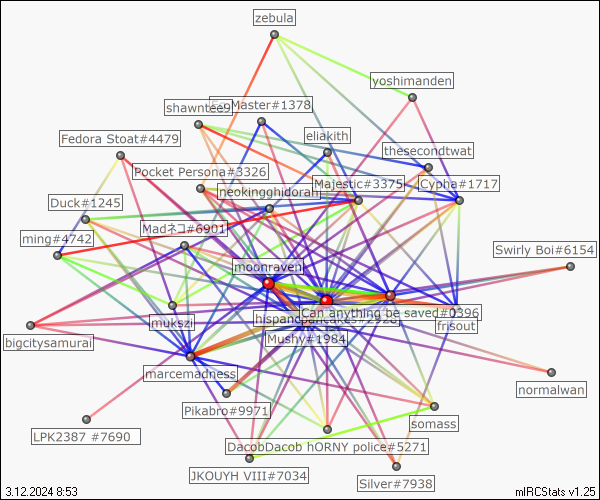 zebula
yoshimanden
Master#1378
shawntee9
eliakith
Fedora Stoat#4479
thesecondtwat
Pocket Persona#3326
Majestic#3375
Cypha#1717
neokingghidorah
Duck#1245
Madネコ#6901
ming#4742
Swirly Boi#6154
moonraven
Can anything be saved#0396
mukszi
frisout
Mushy#1984
bigcitysamurai
marcemadness
normalwan
Pikabro#9971
somass
LPK2387 #7690
DacobDacob hORNY police#5271
JKOUYH VIII#7034
Silver#7938
3.12.2024 8:53
mIRCStats v1.25